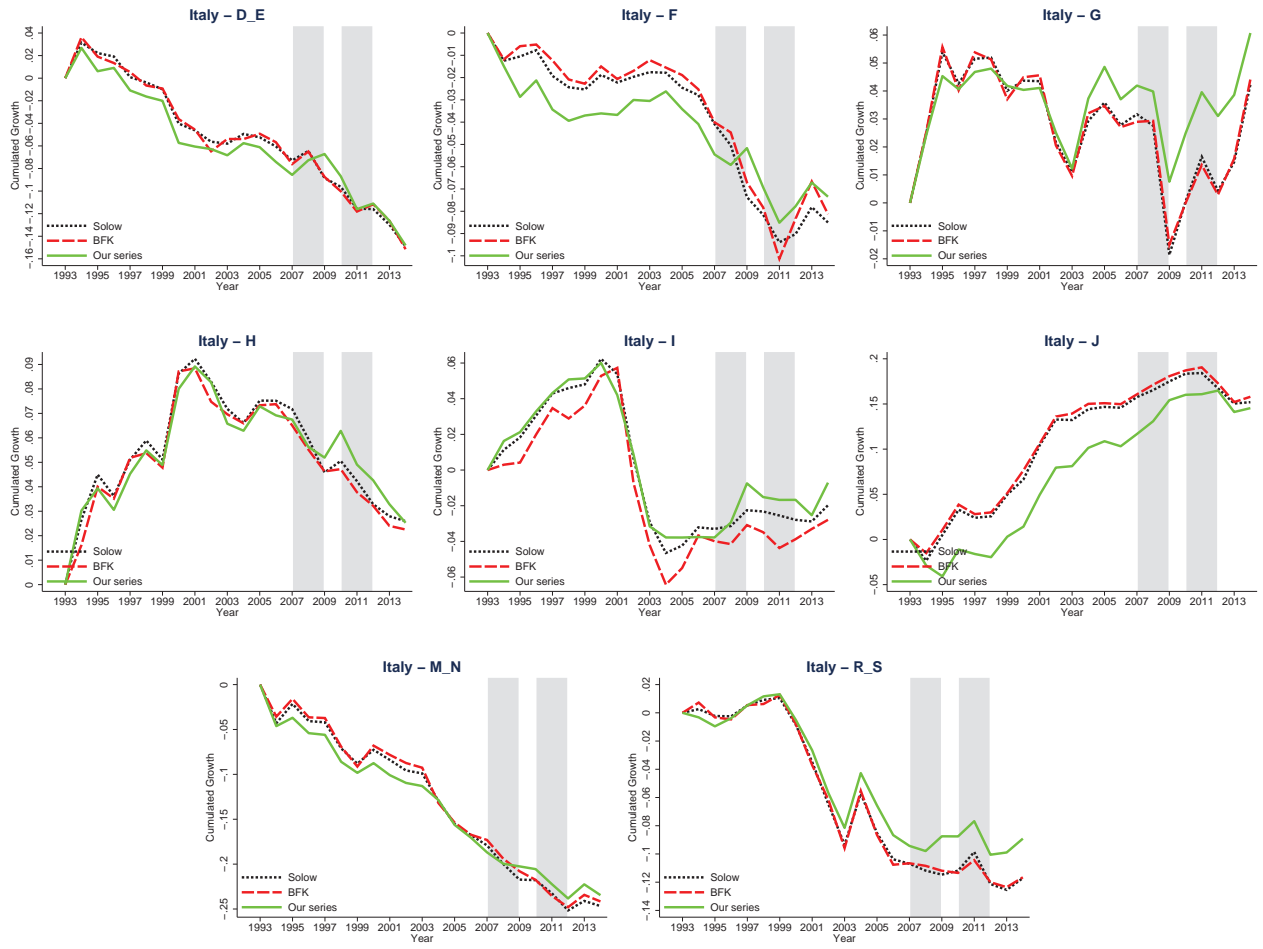 Italy – D_E
Cumulated Growth
.04
.02
0
−.02
−.04
−.06
−.08
−.1
−.12
−.14
−.16
Solow
BFK
Our series
1993 1995 1997 1999 2001 2003 2005 2007 2009 2011 2013
Year
Italy – F
Cumulated Growth
0
−.01
−.02
−.03
−.04
−.05
−.06
−.07
−.08
−.09
−.1
Solow
BFK
Our series
1993 1995 1997 1999 2001 2003 2005 2007 2009 2011 2013
Year
Italy – G
Cumulated Growth
.06
.05
.04
.03
.02
.01
0
−.01
−.02
Solow
BFK
Our series
1993 1995 1997 1999 2001 2003 2005 2007 2009 2011 2013
Year
Italy – H
Cumulated Growth
.09
.08
.07
.06
.05
.04
.03
.02
.01
0
Solow
BFK
Our series
1993 1995 1997 1999 2001 2003 2005 2007 2009 2011 2013
Year
Italy – I
Cumulated Growth
.06
.04
.02
0
−.02
−.04
−.06
Solow
BFK
Our series
1993 1995 1997 1999 2001 2003 2005 2007 2009 2011 2013
Year
Italy – J
Cumulated Growth
.2
.15
.1
.05
0
−.05
Solow
BFK
Our series
1993 1995 1997 1999 2001 2003 2005 2007 2009 2011 2013
Year
Italy – M_N
Cumulated Growth
0
−.05
−.1
−.15
−.2
−.25
Solow
BFK
Our series
1993 1995 1997 1999 2001 2003 2005 2007 2009 2011 2013
Year
Italy – R_S
Cumulated Growth
.02
0
−.02
−.04
−.06
−.08
−.1
−.12
−.14
Solow
BFK
Our series
1993 1995 1997 1999 2001 2003 2005 2007 2009 2011 2013
Year